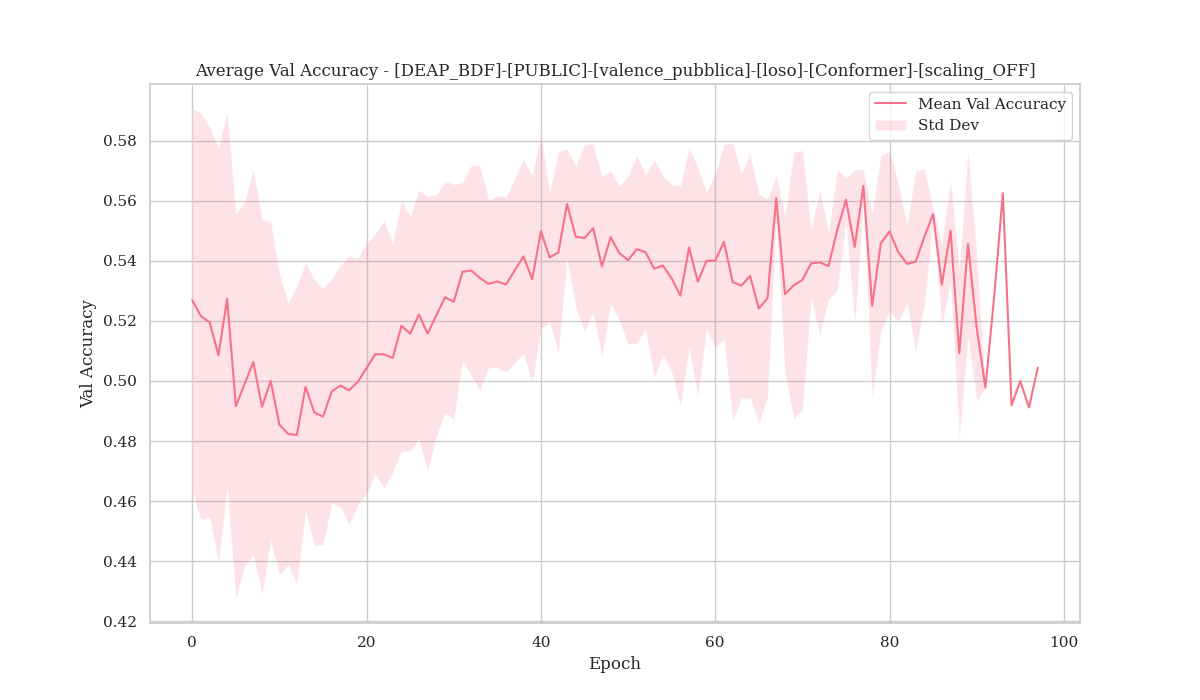 Average Val Accuracy - [DEAP_BDF]-[PUBLIC]-[valence_pubblica]-[loso]-[Conformer]-[scaling_OFF]
Mean Val Accuracy
Std Dev
0.58
0.56
0.54
0.52
0.50
0.48
0.46
0.44
0.42
Val Accuracy
0 20 40 60 80 100
Epoch